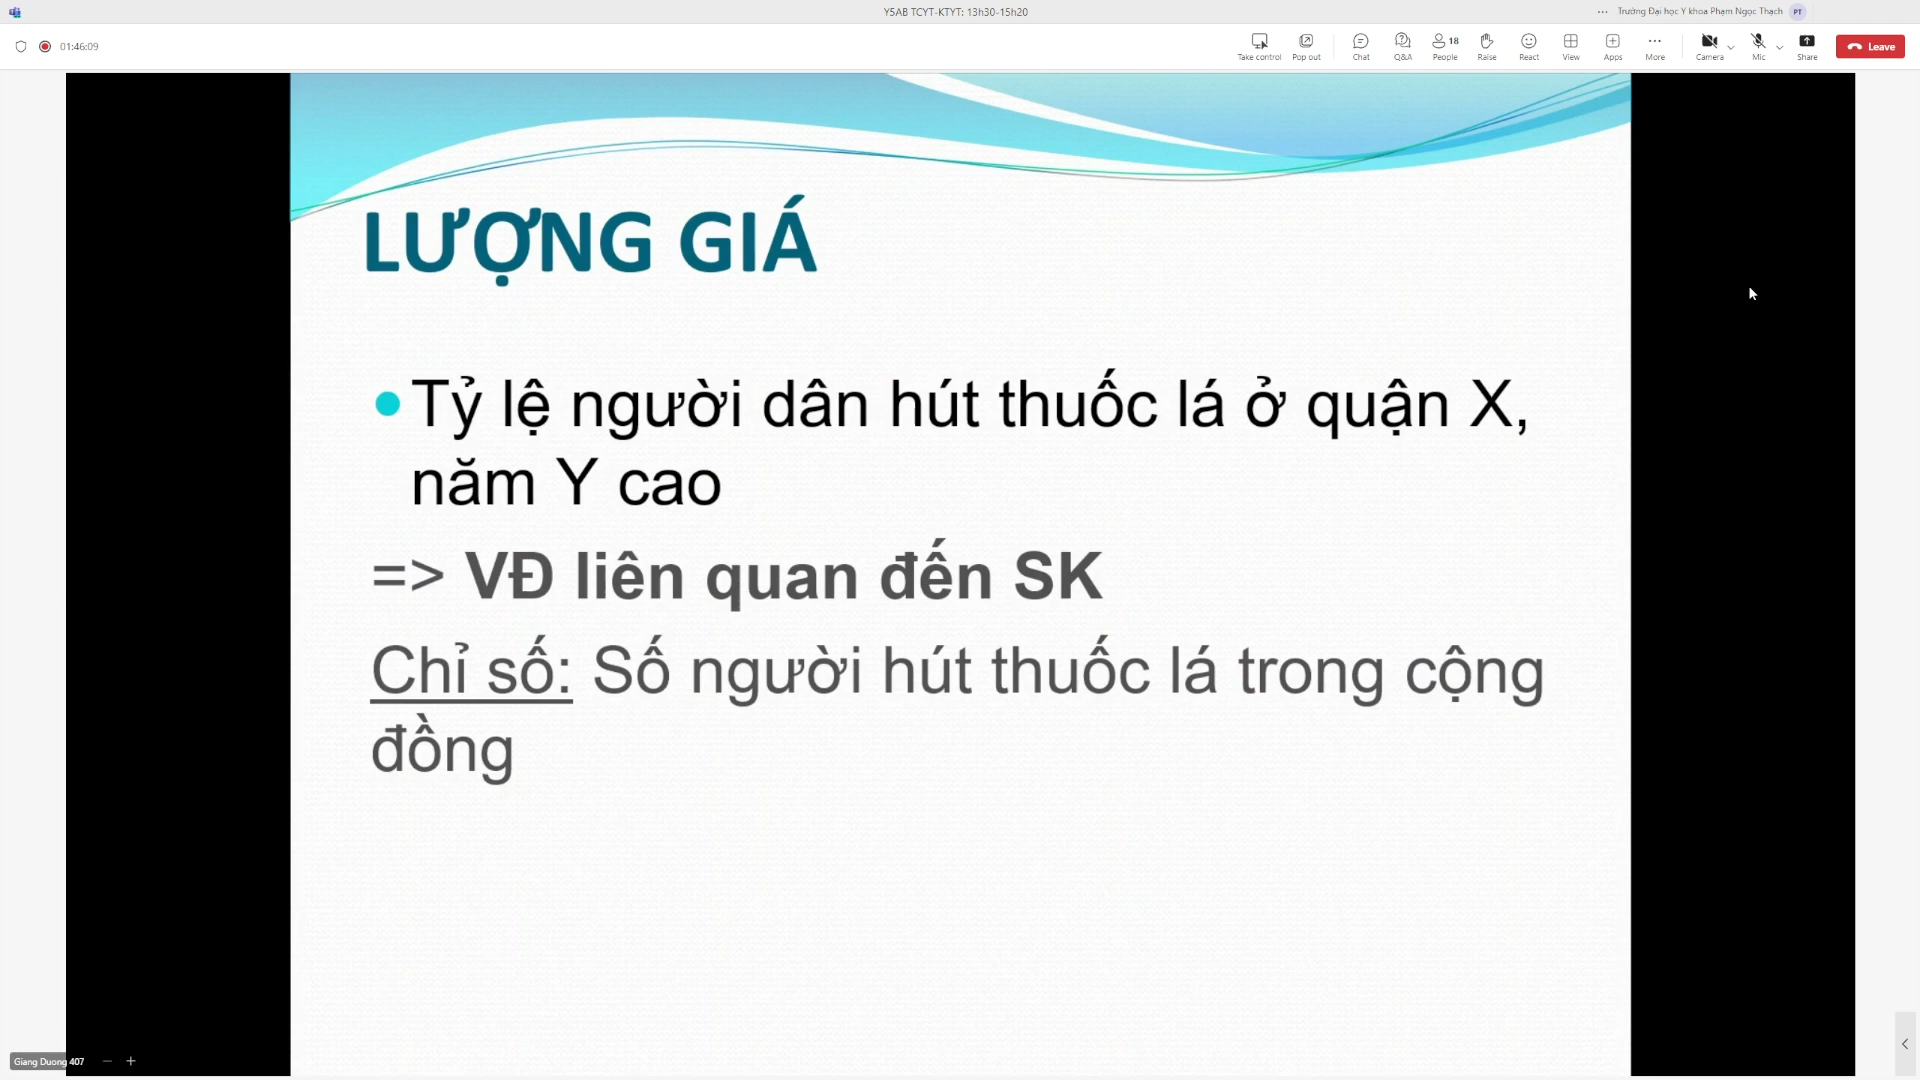 Y5AB TCYT-KTYT: 13h30-15h20
Trường Đại học Y khoa Phạm Ngọc Thạch PT
01:46:09
Take control Pop out Chat Q&A 18 People Raise React View Apps More Camera Mic Share Leave
LƯỢNG GIÁ
Tỷ lệ người dân hút thuốc lá ở quận X,
năm Y cao
=> VĐ liên quan đến SK
Chỉ số: Số người hút thuốc lá trong cộng
đồng
Giang Duong 407